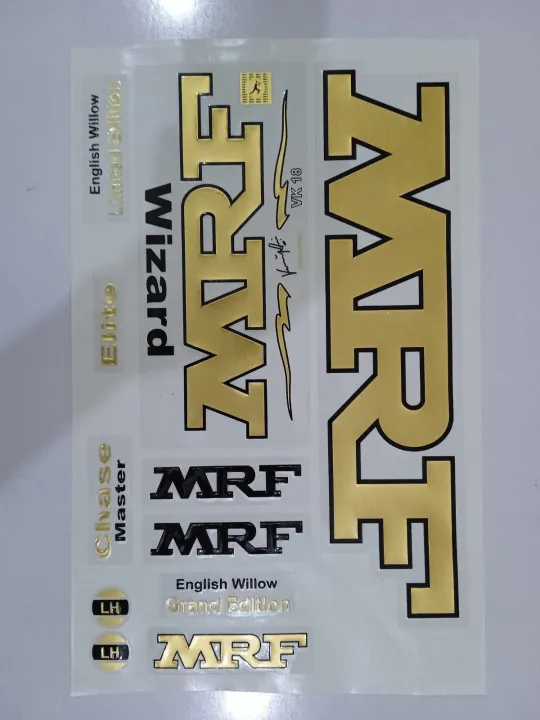 English Willow
Limited Edition
Elite
Chase
Master
MRF
Wizard
VK 18
MRF
MRF
MRF
English Willow
Grand Edition
MRF
LH
LH